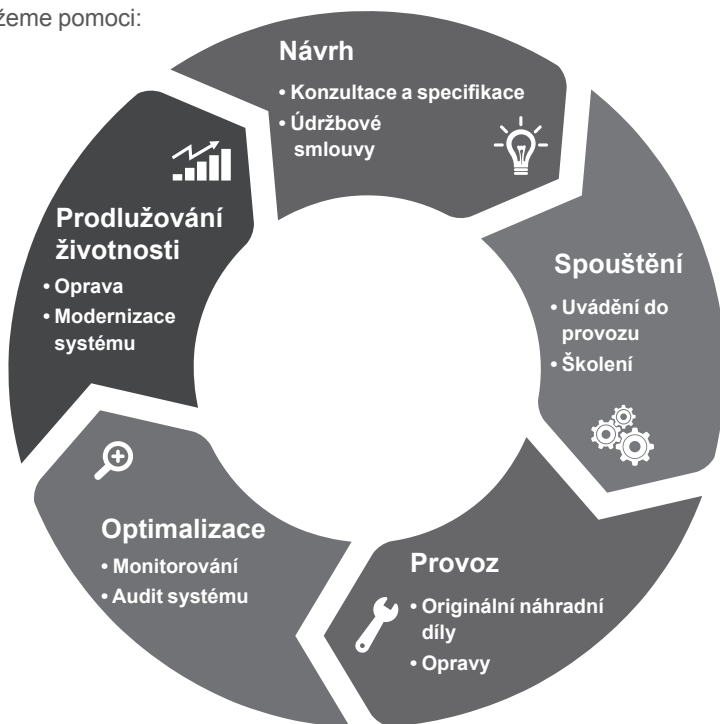 žeme pomoci:
Návrh
• Konzultace a specifikace
• Údržbové
smlouvy
Spouštění
• Uvádění do
provozu
• Školení
Provoz
• Originální náhradní
díly
• Opravy
Optimalizace
• Monitorování
• Audit systému
Prodlužování
životnosti
• Oprava
• Modernizace
systému